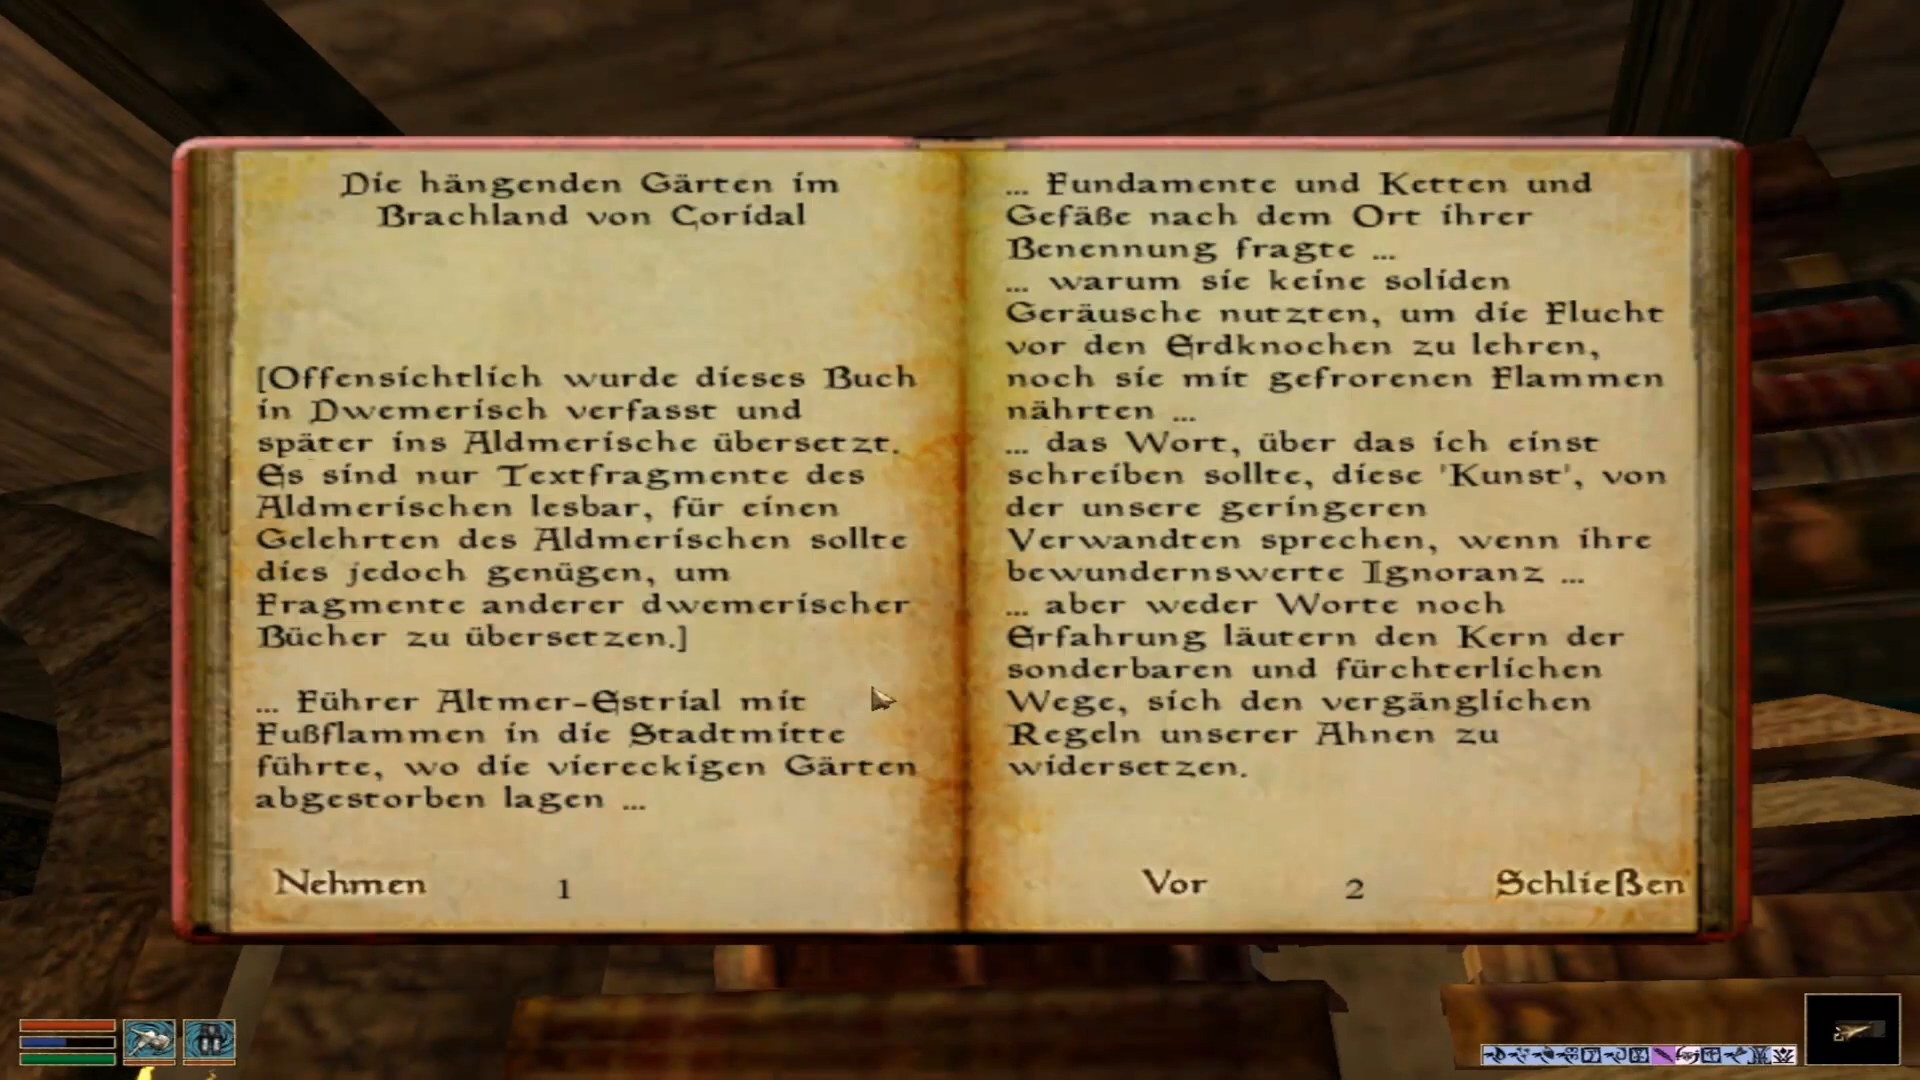 Die hängenden Gärten im
Brachland von Coridal
[Offensichtlich wurde dieses Buch
in Dwemerisch verfasst und
später ins Aldmerische übersetzt.
Es sind nur Textfragmente des
Aldmerischen lesbar, für einen
Gelehrten des Aldmerischen sollte
dies jedoch genügen, um
Fragmente anderer dwemerischer
Bücher zu übersetzen.]
... Führer Altmer-Estrial mit
Fußflammen in die Stadtmitte
führte, wo die viereckigen Gärten
abgestorben lagen ...
Nehmen
1
... Fundamente und Ketten und
Gefäße nach dem Ort ihrer
Benennung fragte ...
... warum sie keine soliden
Geräusche nutzten, um die Flucht
vor den Erdknochen zu lehren,
noch sie mit gefrorenen Flammen
nährten ...
... das Wort, über das ich einst
schreiben sollte, diese 'Kunst', von
der unsere geringeren
Verwandten sprechen, wenn ihre
bewundernswerte Ignoranz ...
... aber weder Worte noch
Erfahrung läutern den Kern der
sonderbaren und fürchterlichen
Wege, sich den vergänglichen
Regeln unserer Ahnen zu
widersetzen.
Vor
2
Schließen